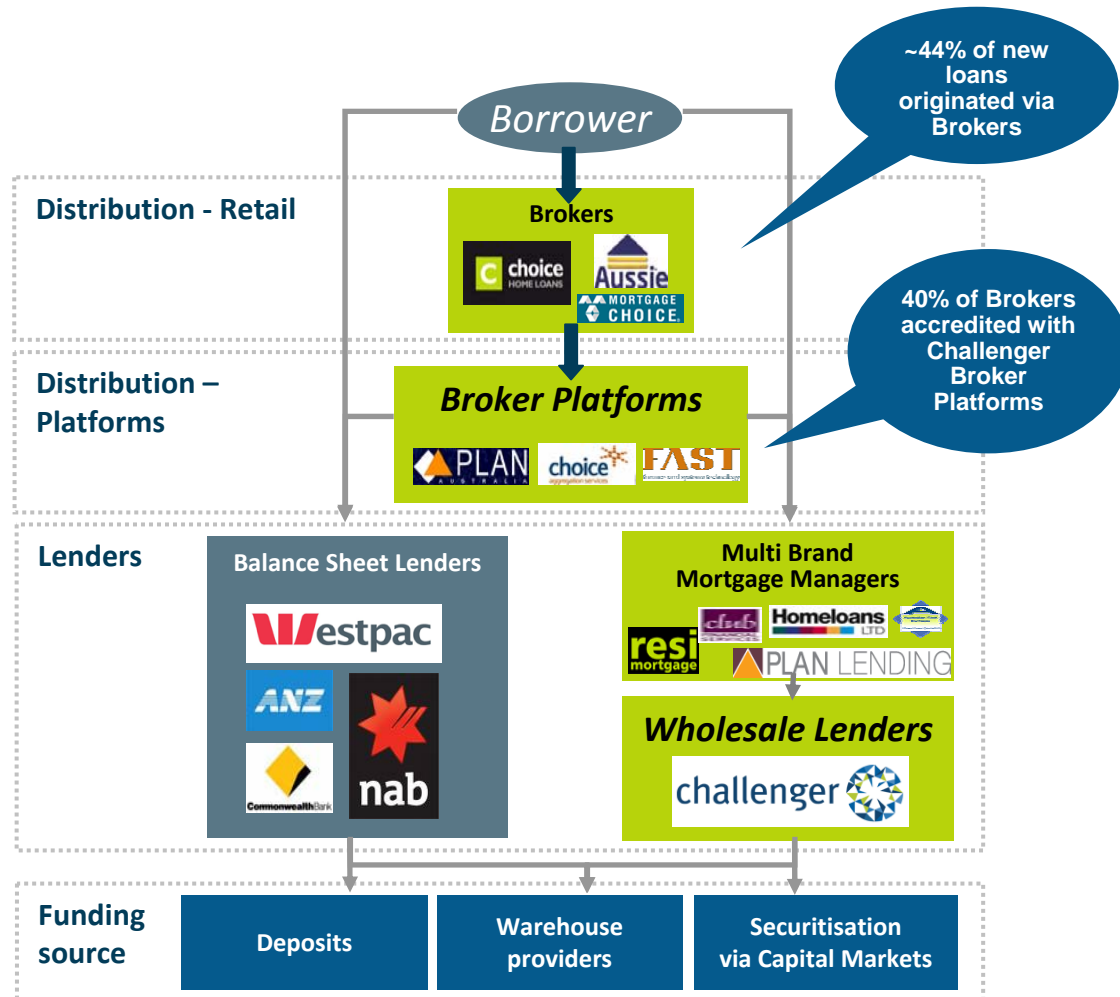 ~44% of new
loans
originated via
Brokers
Borrower
Distribution - Retail
Brokers
C choice
HOME LOANS
Aussie
MORTGAGE
CHOICE
40% of Brokers
accredited with
Challenger
Broker
Platforms
Distribution –
Platforms
Broker Platforms
PLAN
AUSTRALIA
choice
aggregation services
FAST
Lenders
Balance Sheet Lenders
Westpac
ANZ
nab
CommonwealthBank
Multi Brand
Mortgage Managers
resi
mortgage
club
FINANCIAL
SERVICES
Homeloans
LTD
PLAN LENDING
Wholesale Lenders
challenger
Funding
source
Deposits
Warehouse
providers
Securitisation
via Capital Markets